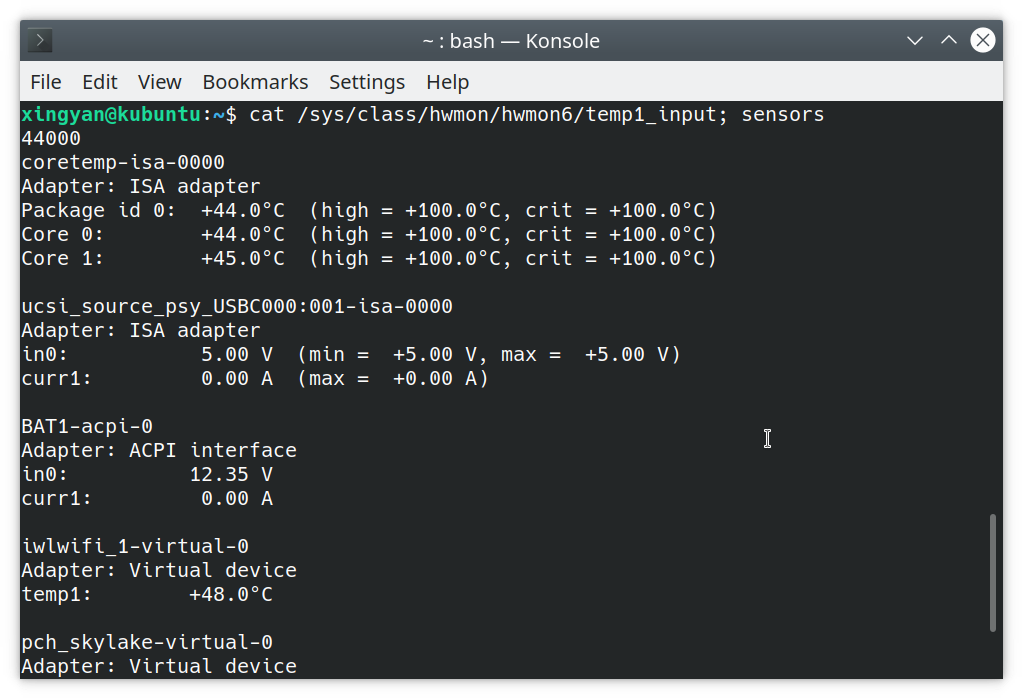 ~ : bash — Konsole
File Edit View Bookmarks Settings Help
xingyan@kubuntu:~$ cat /sys/class/hwmon/hwmon6/temp1_input; sensors
44000
coretemp-isa-0000
Adapter: ISA adapter
Package id 0:  +44.0°C  (high = +100.0°C, crit = +100.0°C)
Core 0:        +44.0°C  (high = +100.0°C, crit = +100.0°C)
Core 1:        +45.0°C  (high = +100.0°C, crit = +100.0°C)

ucsi_source_psy_USBC000:001-isa-0000
Adapter: ISA adapter
in0:           5.00 V  (min =  +5.00 V, max =  +5.00 V)
curr1:         0.00 A  (max =  +0.00 A)

BAT1-acpi-0
Adapter: ACPI interface
in0:          12.35 V
curr1:         0.00 A

iwlwifi_1-virtual-0
Adapter: Virtual device
temp1:        +48.0°C

pch_skylake-virtual-0
Adapter: Virtual device